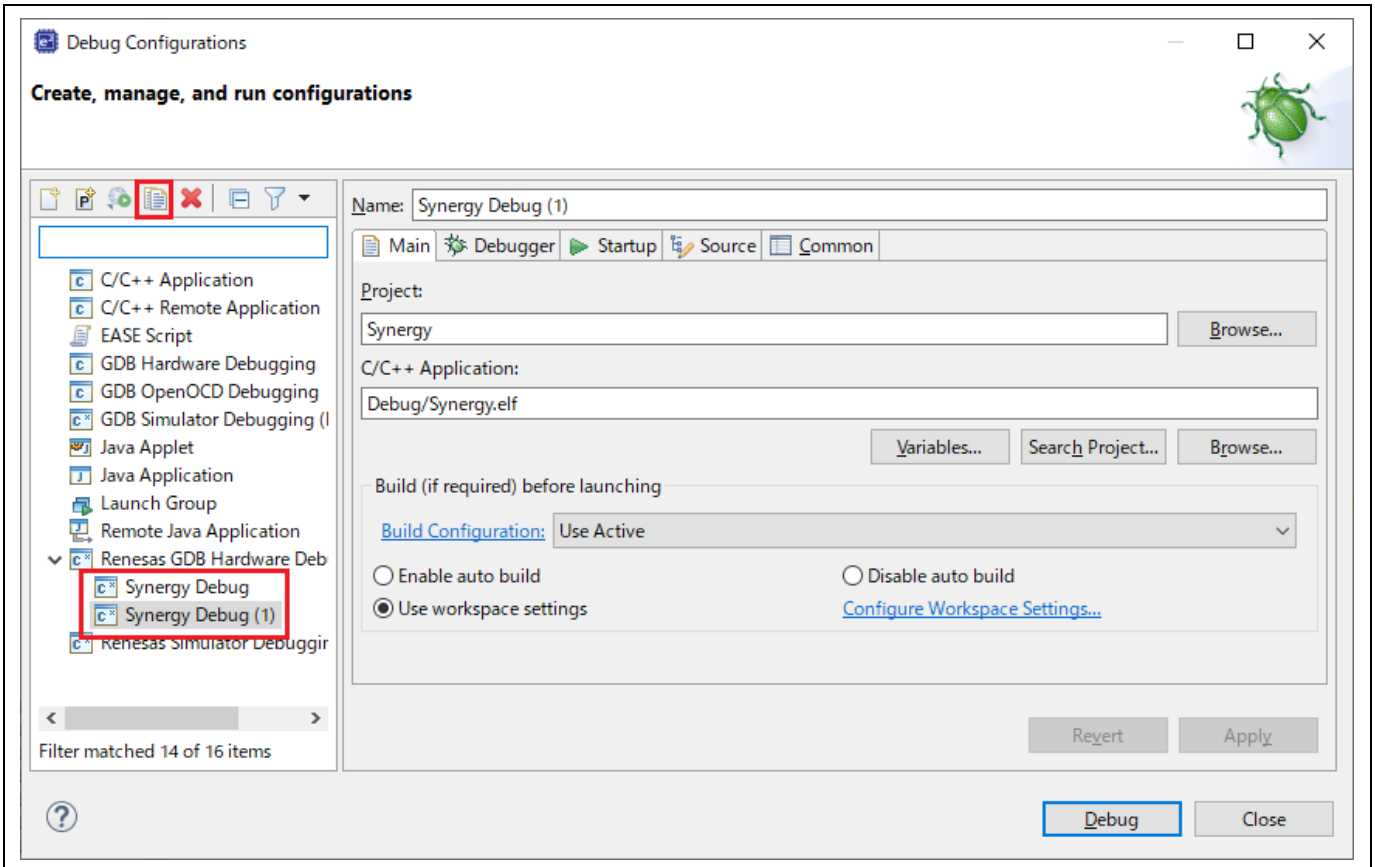 Debug Configurations
Create, manage, and run configurations
Name: Synergy Debug (1)
Main Debugger Startup Source Common
C/C++ Application
C/C++ Remote Application
EASE Script
GDB Hardware Debugging
GDB OpenOCD Debugging
GDB Simulator Debugging (
Java Applet
Java Application
Launch Group
Remote Java Application
Renesas GDB Hardware Deb
Synergy Debug
Synergy Debug (1)
Renesas Simulator Debuggin
Filter matched 14 of 16 items
Project:
Synergy
Browse...
C/C++ Application:
Debug/Synergy.elf
Variables... Search Project... Browse...
Build (if required) before launching
Build Configuration: Use Active
Enable auto build Disable auto build
Use workspace settings Configure Workspace Settings...
Revert Apply
Debug Close